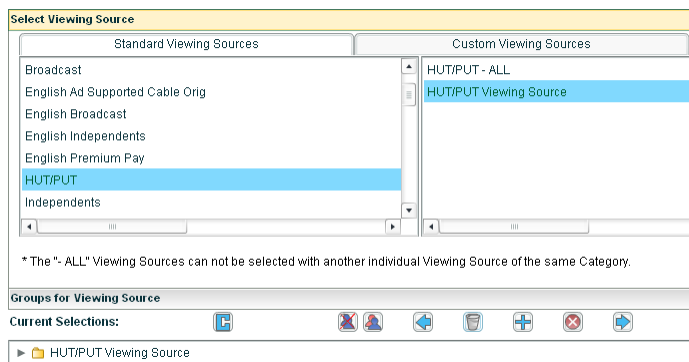 Select Viewing Source
Standard Viewing Sources
Custom Viewing Sources
Broadcast
English Ad Supported Cable Orig
English Broadcast
English Independents
English Premium Pay
HUT/PUT
Independents
HUT/PUT - ALL
HUT/PUT Viewing Source
* The "- ALL" Viewing Sources can not be selected with another individual Viewing Source of the same Category.
Groups for Viewing Source
Current Selections:
HUT/PUT Viewing Source